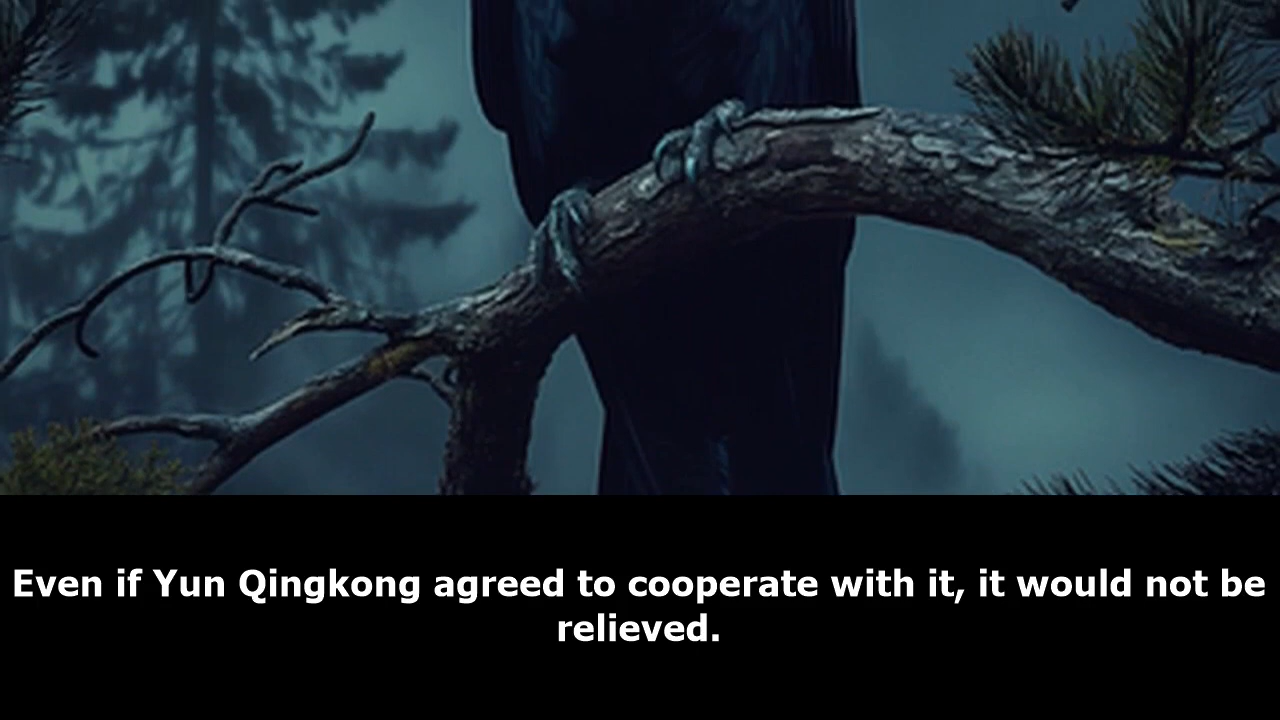 Even if Yun Qingkong agreed to cooperate with it, it would not be
relieved.